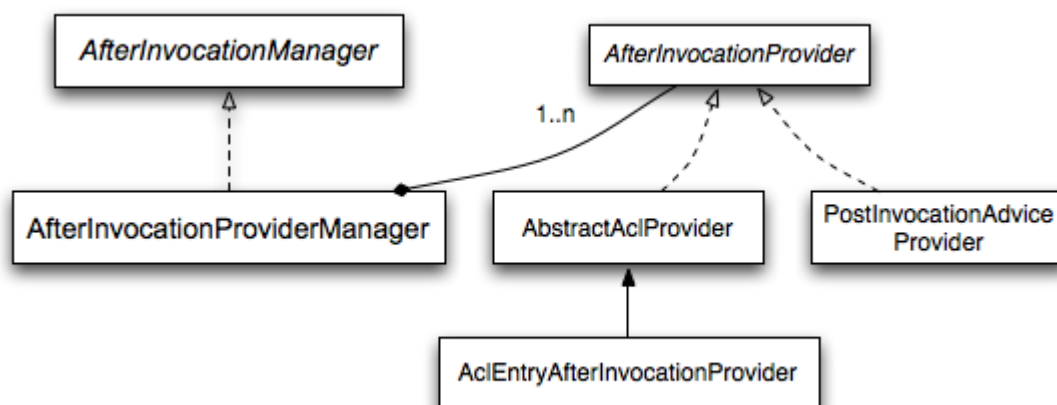 AfterInvocationManager
AfterInvocationProvider
1..n
AfterInvocationProviderManager
AbstractAclProvider
PostInvocationAdvice
Provider
AclEntryAfterInvocationProvider